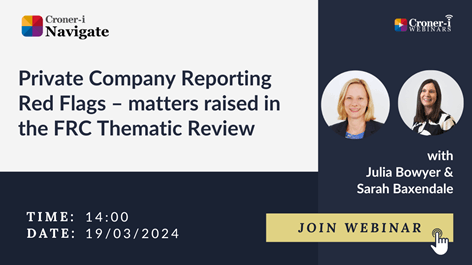 Croner-i
Navigate
Croner-i
WEBINARS
Private Company Reporting
Red Flags – matters raised in
the FRC Thematic Review
with
Julia Bowyer &
Sarah Baxendale
TIME: 14:00
DATE: 19/03/2024
JOIN WEBINAR